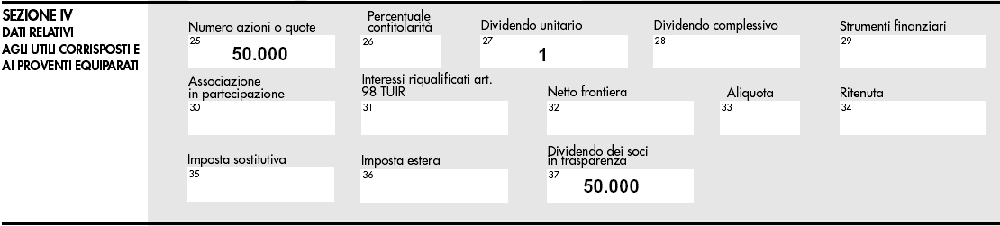 SEZIONE IV
DATI RELATIVI
AGLI UTILI CORRISPOSTI E
AI PROVENTI EQUIPARATI
Numero azioni o quote
25
50.000
Percentuale
contitolarità
26
Dividendo unitario
27
1
Dividendo complessivo
28
Strumenti finanziari
29
Associazione
in partecipazione
30
Interessi riqualificati art.
98 TUIR
31
Netto frontiera
32
Aliquota
33
Ritenuta
34
Imposta sostitutiva
35
Imposta estera
36
Dividendo dei soci
in trasparenza
37
50.000